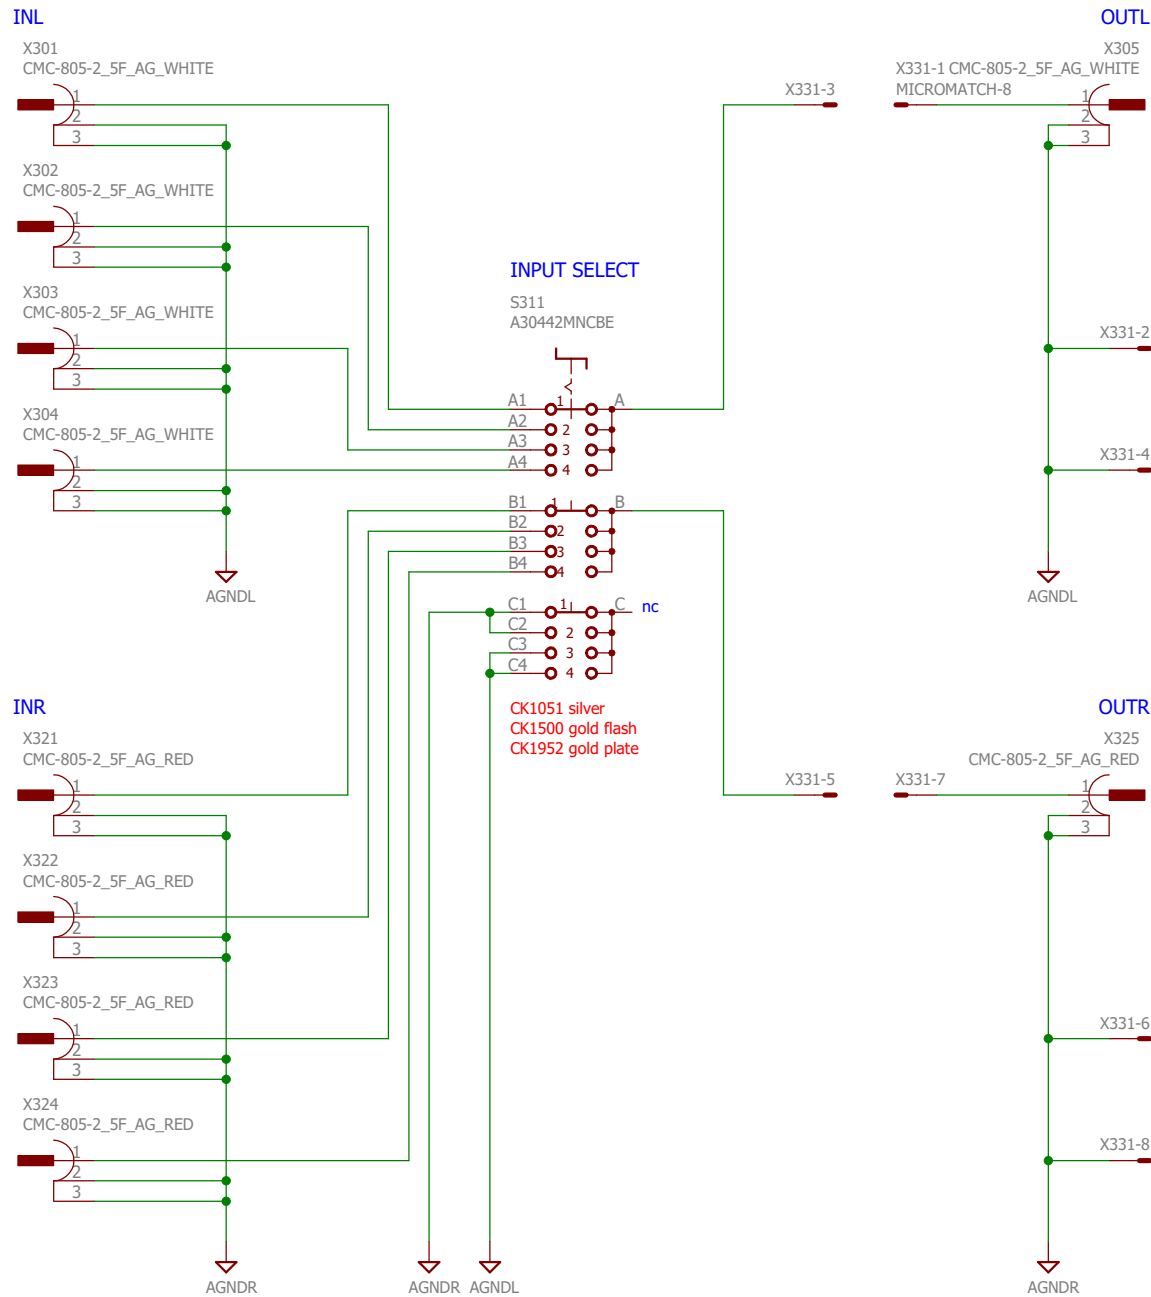 INL
X301
CMC-805-2_5F_AG_WHITE
1
2
3
X302
CMC-805-2_5F_AG_WHITE
1
2
3
X303
CMC-805-2_5F_AG_WHITE
1
2
3
X304
CMC-805-2_5F_AG_WHITE
1
2
3
AGNDL
INPUT SELECT
S311
A30442MNCBE
A1 1 A
A2 2
A3 3
A4 4
B1 1 B
B2 2
B3 3
B4 4
C1 1 C nc
C2 2
C3 3
C4 4
CK1051 silver
CK1500 gold flash
CK1952 gold plate
X331-3
OUTL
X305
X331-1 CMC-805-2_5F_AG_WHITE
MICROMATCH-8
1
2
3
X331-2
X331-4
AGNDL
INR
X321
CMC-805-2_5F_AG_RED
1
2
3
X322
CMC-805-2_5F_AG_RED
1
2
3
X323
CMC-805-2_5F_AG_RED
1
2
3
X324
CMC-805-2_5F_AG_RED
1
2
3
AGNDR
AGNDR AGNDL
X331-5
OUTR
X325
CMC-805-2_5F_AG_RED
X331-7
1
2
3
X331-6
X331-8
AGNDR